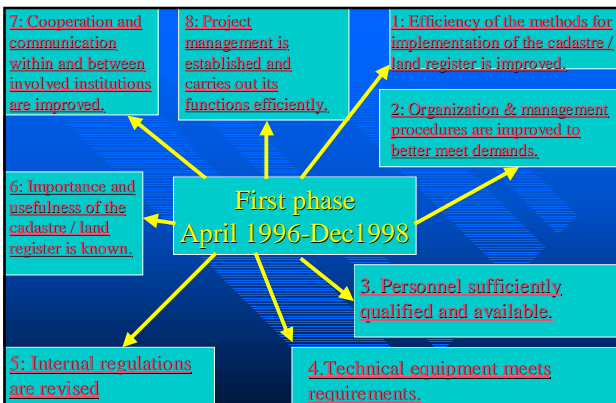 7: Cooperation and
communication
within and between
involved institutions
are improved.
8: Project
management is
established and
carries out its
functions efficiently.
1: Efficiency of the methods for
implementation of the cadastre /
land register is improved.
2: Organization & management
procedures are improved to
better meet demands.
6: Importance and
usefulness of the
cadastre / land
register is known.
First phase
April 1996-Dec1998
3. Personnel sufficiently
qualified and available.
5: Internal regulations
are revised
4.Technical equipment meets
requirements.